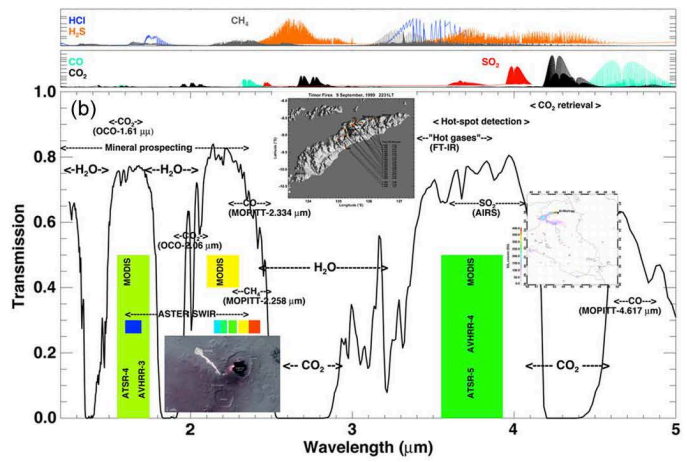 HCl
H₂S
CH₄
CO
CO₂
SO₂
(b)
Timor Fires 9 September, 1999 2231LT
<-CO₂->
(OCO-1.61 μμ)
Mineral prospecting
<-H₂O->
<--H₂O-->
<CO₂ retrieval >
Hot-spot detection
<--"Hot gases"-->
(FT-IR)
<-CO->
(MOPITT-2.334 μm)
SO₂
(AIRS)
<-CO₂->
(OCO-2.06 μm)
H₂O
<-CH₄->
(MOPITT-2.258 μm)
<-CO->
(MOPITT-4.617 μm)
MODIS
MODIS
MODIS
ASTER SWIR
ATSR-4
AVHRR-3
AVHRR-4
ATSR-5
CO₂
CO₂
Transmission
1.0
0.8
0.6
0.4
0.2
0.0
2
3
4
5
Wavelength (μm)